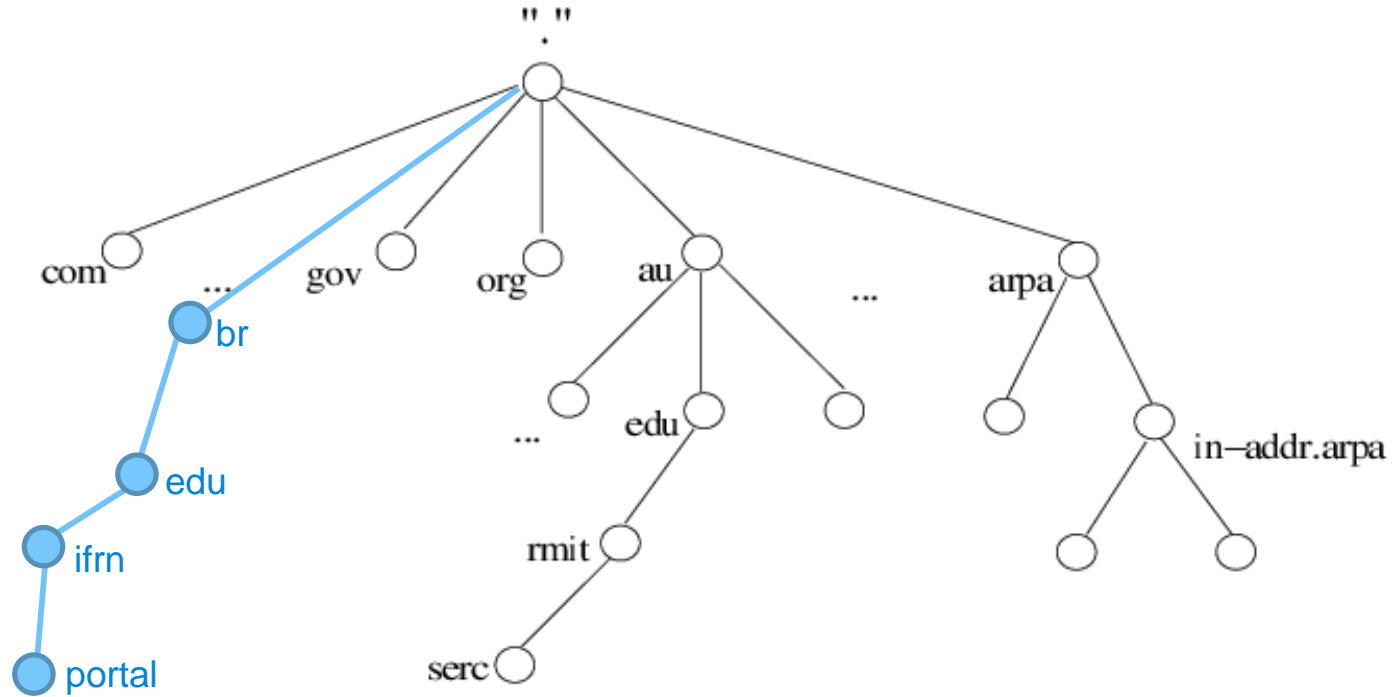 "."
com
...
gov
org
au
...
arpa
br
...
edu
in-addr.arpa
edu
rmit
ifrn
serc
portal